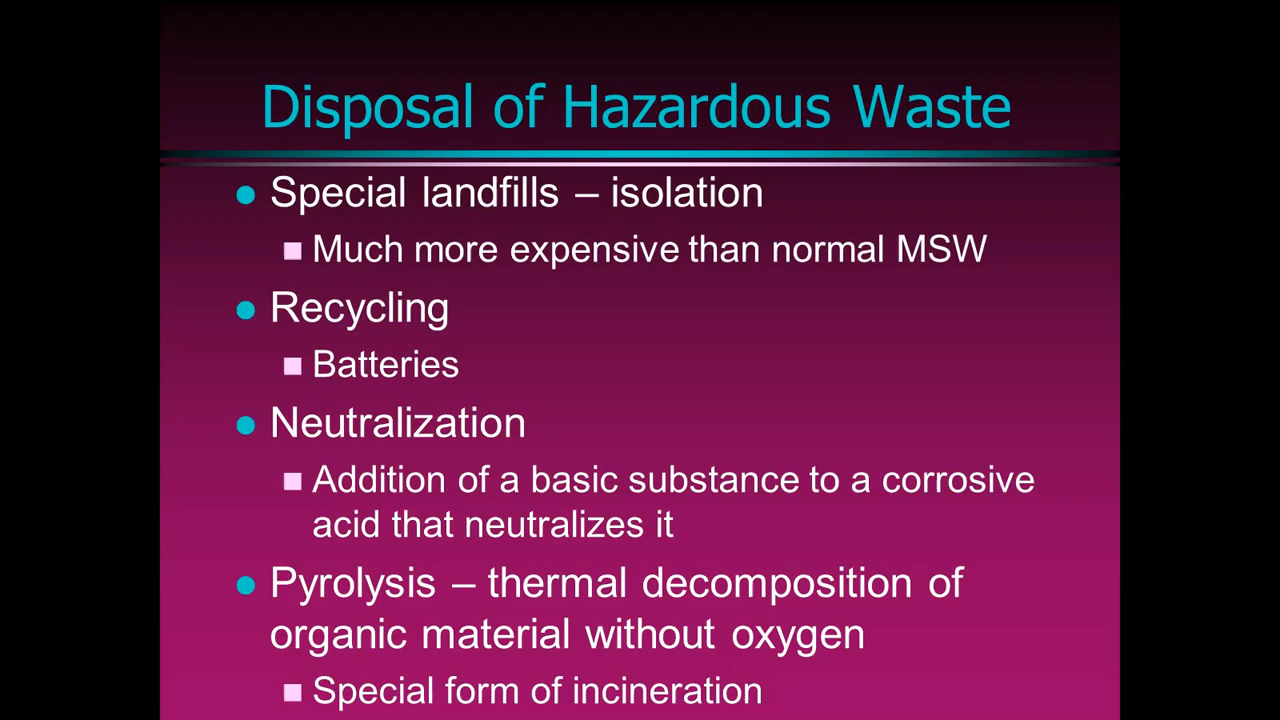 Disposal of Hazardous Waste
Special landfills – isolation
Much more expensive than normal MSW
Recycling
Batteries
Neutralization
Addition of a basic substance to a corrosive
acid that neutralizes it
Pyrolysis – thermal decomposition of
organic material without oxygen
Special form of incineration